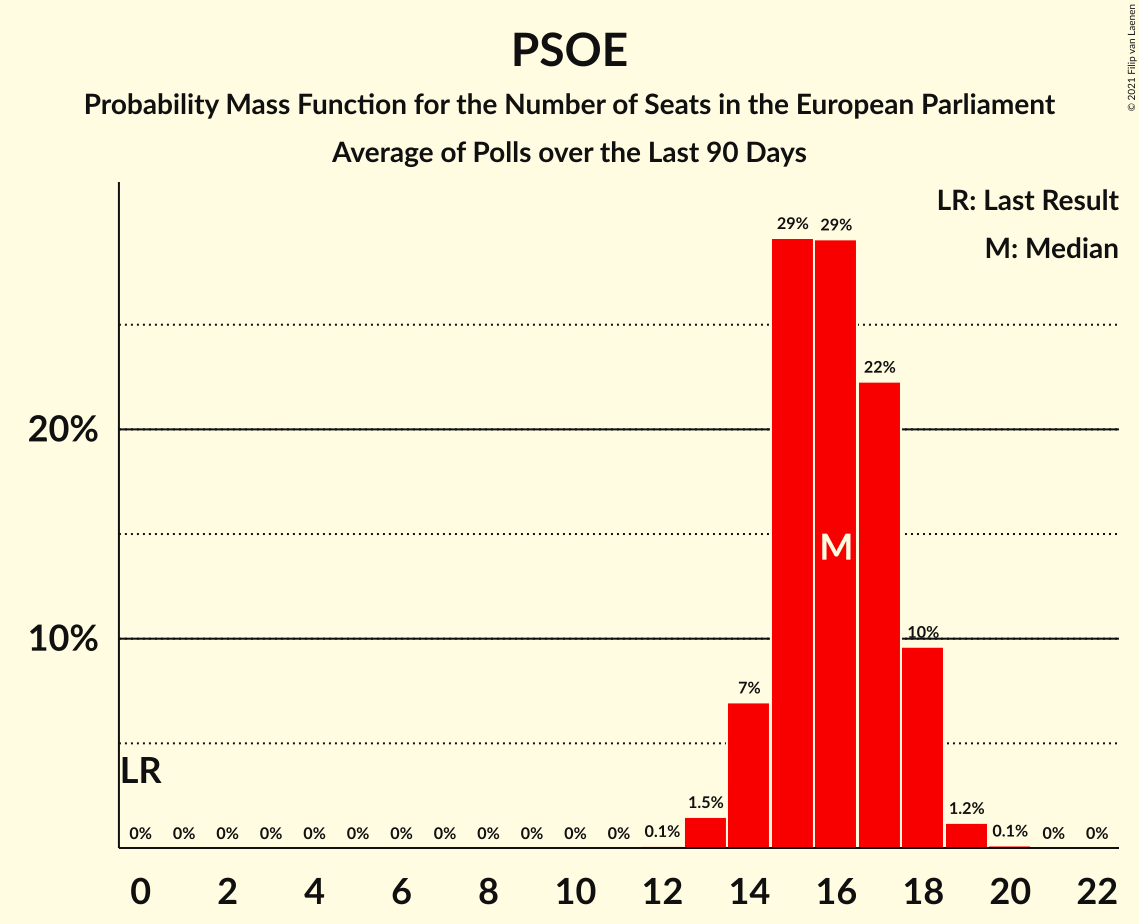 PSOE
Probability Mass Function for the Number of Seats in the European Parliament
Average of Polls over the Last 90 Days
© 2021 Filip van Laenen
LR: Last Result
M: Median
29% 29%
22%
20%
M
10%
10%
7%
LR
1.5%
1.2%
0% 0% 0% 0% 0% 0% 0% 0% 0% 0% 0% 0% 0.1% 0.1% 0% 0%
0 2 4 6 8 10 12 14 16 18 20 22